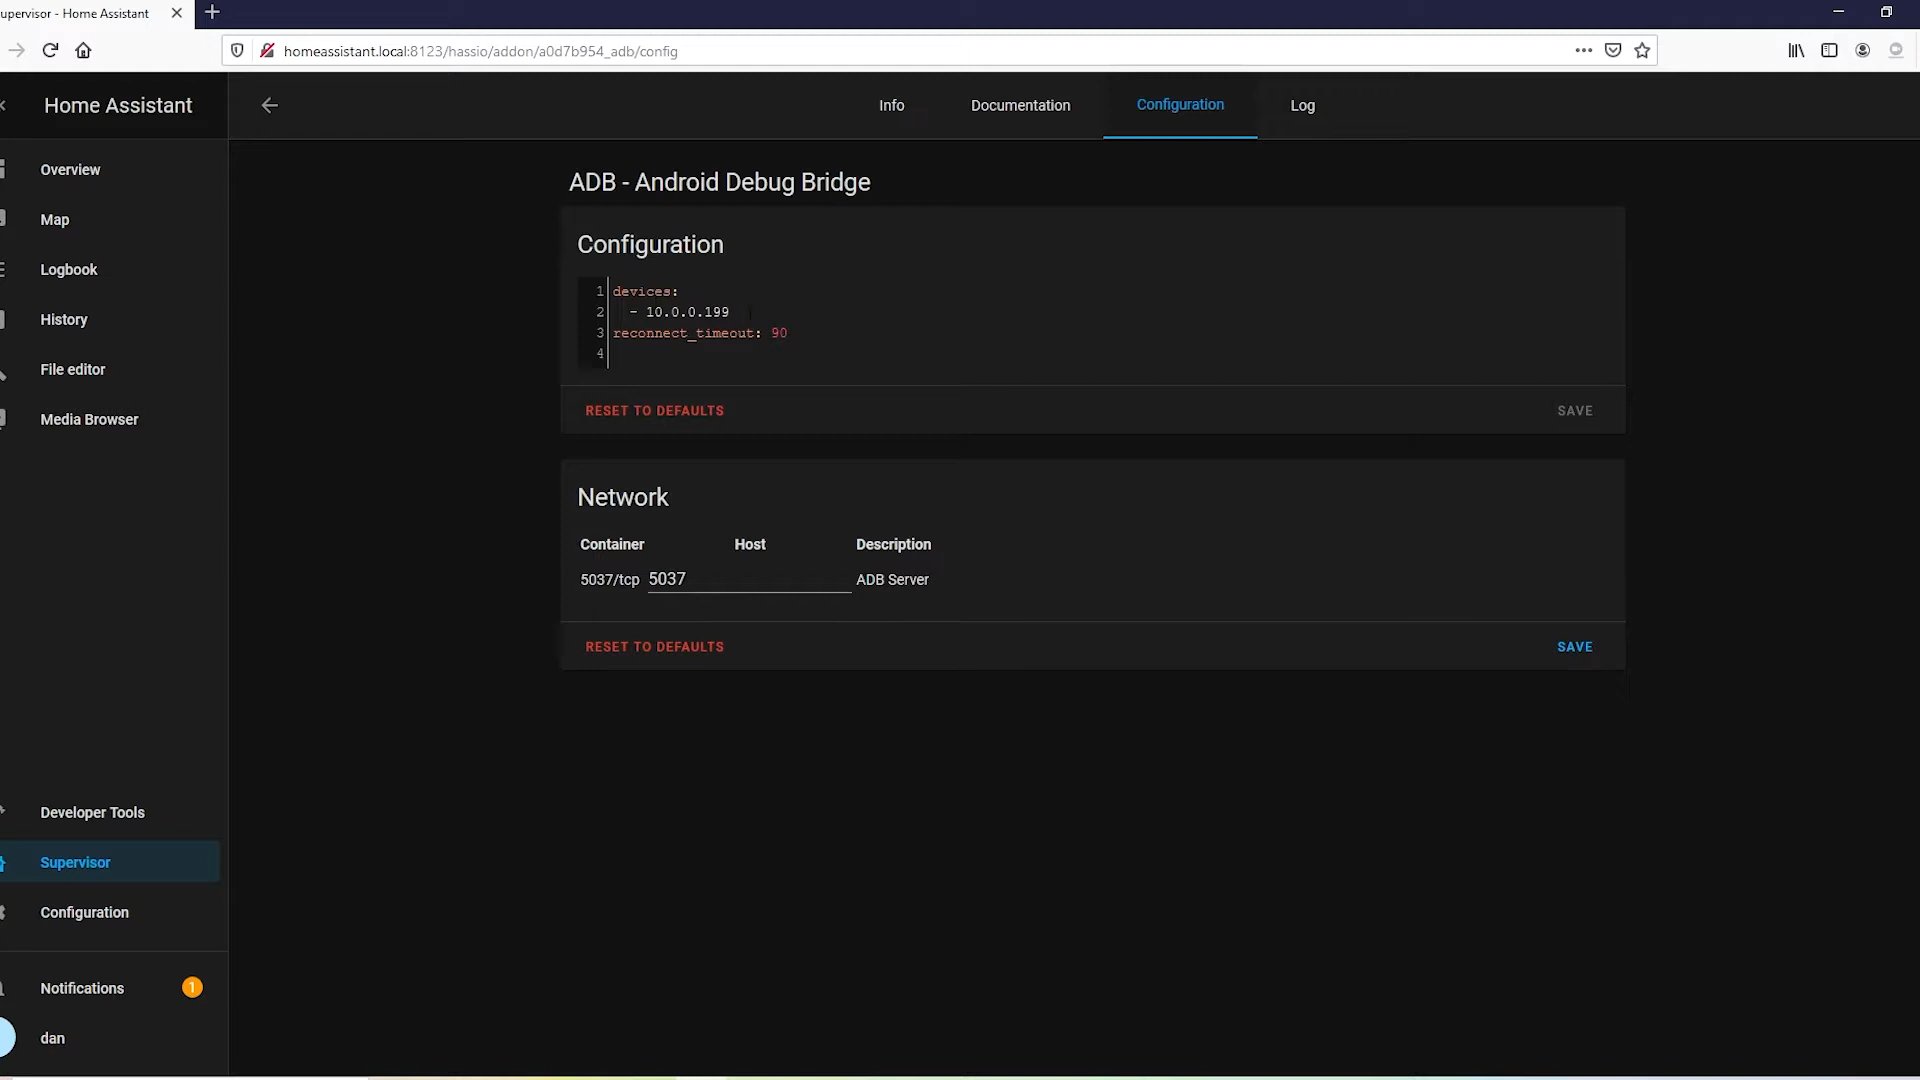 upervisor - Home Assistant
homeassistant.local:8123/hassio/addon/a0d7b954_adb/config
Home Assistant
Info
Documentation
Configuration
Log
Overview
Map
Logbook
History
File editor
Media Browser
Developer Tools
Supervisor
Configuration
Notifications
1
dan
ADB - Android Debug Bridge
Configuration
1 devices:
2 - 10.0.0.199
3 reconnect_timeout: 90
4
RESET TO DEFAULTS
SAVE
Network
Container Host Description
5037/tcp 5037 ADB Server
RESET TO DEFAULTS
SAVE